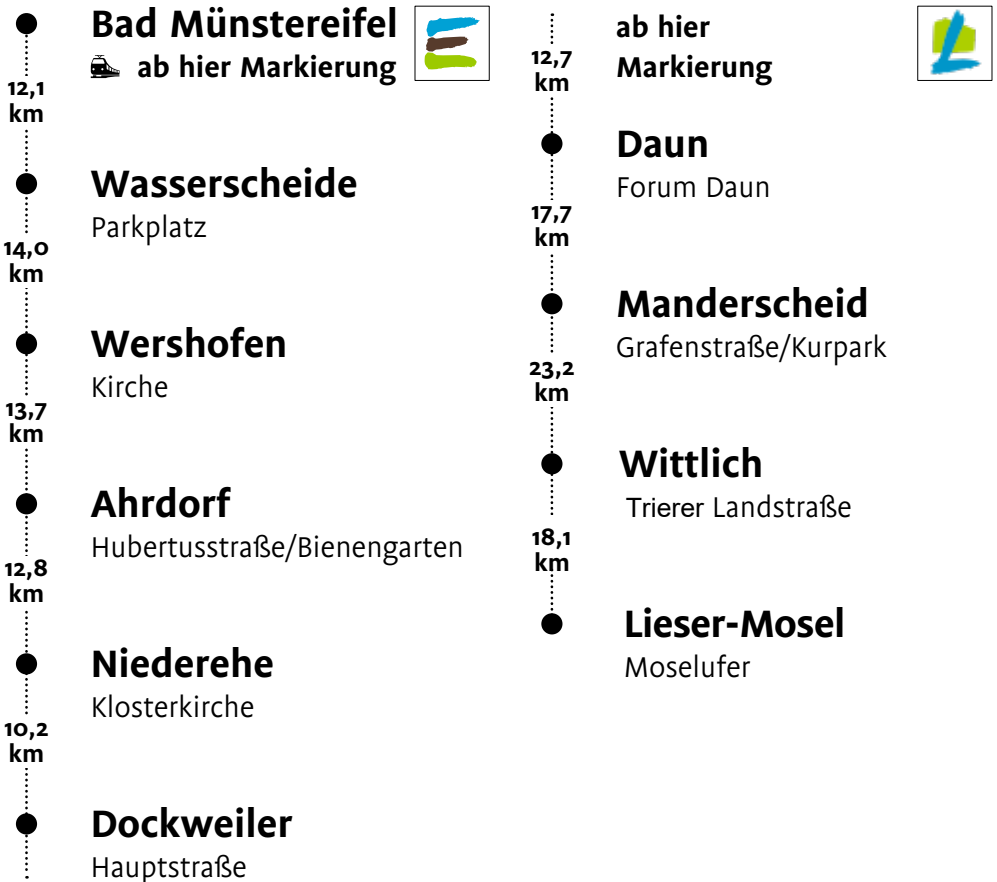 Bad Münstereifel
ab hier Markierung
12,1
km
Wasserscheide
Parkplatz
14,0
km
Wershofen
Kirche
13,7
km
Ahrdorf
Hubertusstraße/Bienengarten
12,8
km
Niederehe
Klosterkirche
10,2
km
Dockweiler
Hauptstraße
ab hier
Markierung
12,7
km
Daun
Forum Daun
17,7
km
Manderscheid
Grafenstraße/Kurpark
23,2
km
Wittlich
Trierer Landstraße
18,1
km
Lieser-Mosel
Moselufer